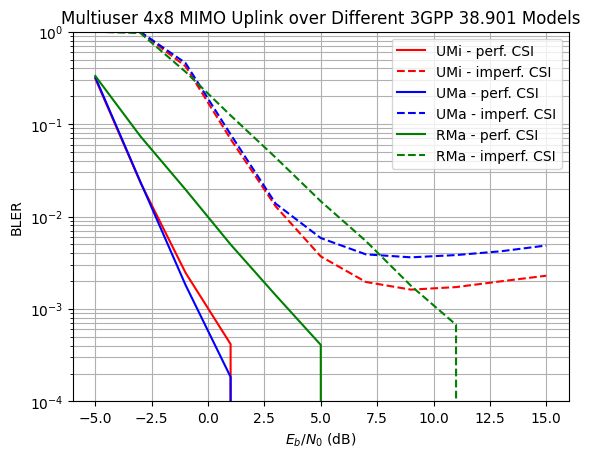 Multiuser 4x8 MIMO Uplink over Different 3GPP 38.901 Models
10⁰
10⁻¹
10⁻²
10⁻³
10⁻⁴
BLER
UMi - perf. CSI
UMi - imperf. CSI
UMa - perf. CSI
UMa - imperf. CSI
RMa - perf. CSI
RMa - imperf. CSI
−5.0 −2.5 0.0 2.5 5.0 7.5 10.0 12.5 15.0
E_b/N_0 (dB)